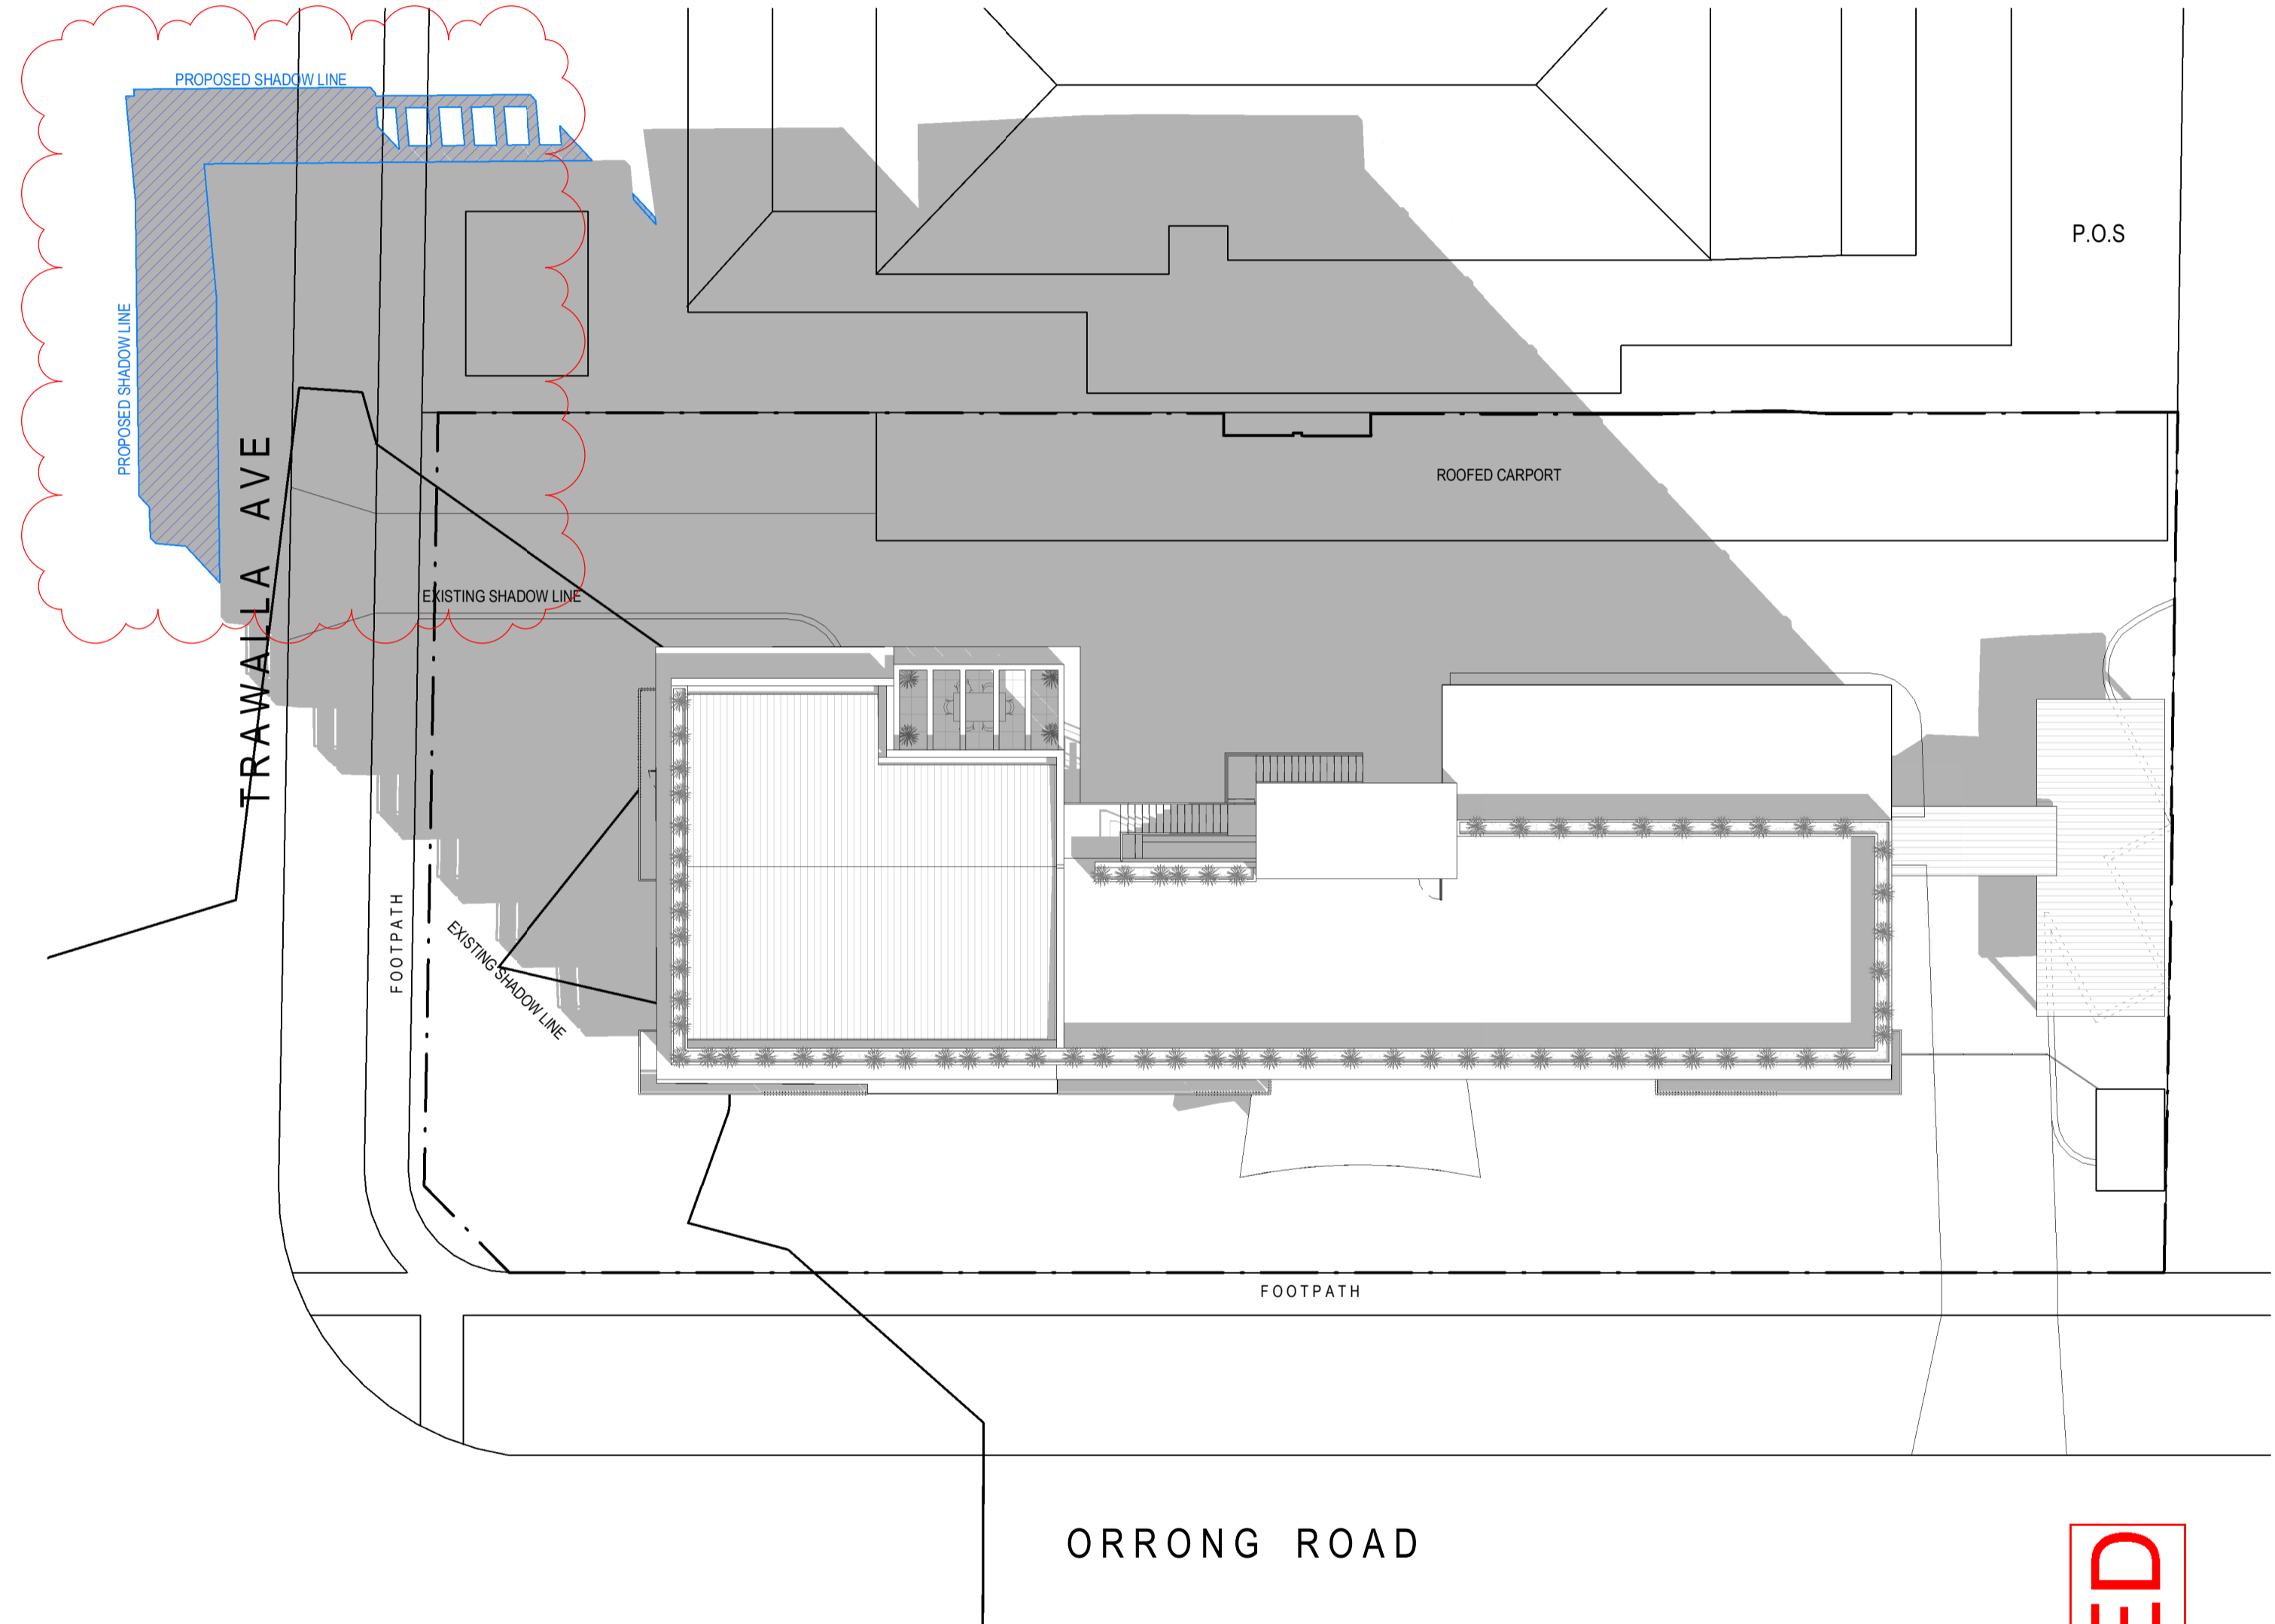 PROPOSED SHADOW LINE
P.O.S
PROPOSED SHADOW LINE
TRAWALLA AVE
ROOFED CARPORT
EXISTING SHADOW LINE
FOOTPATH
EXISTING SHADOW LINE
FOOTPATH
ORRONG ROAD